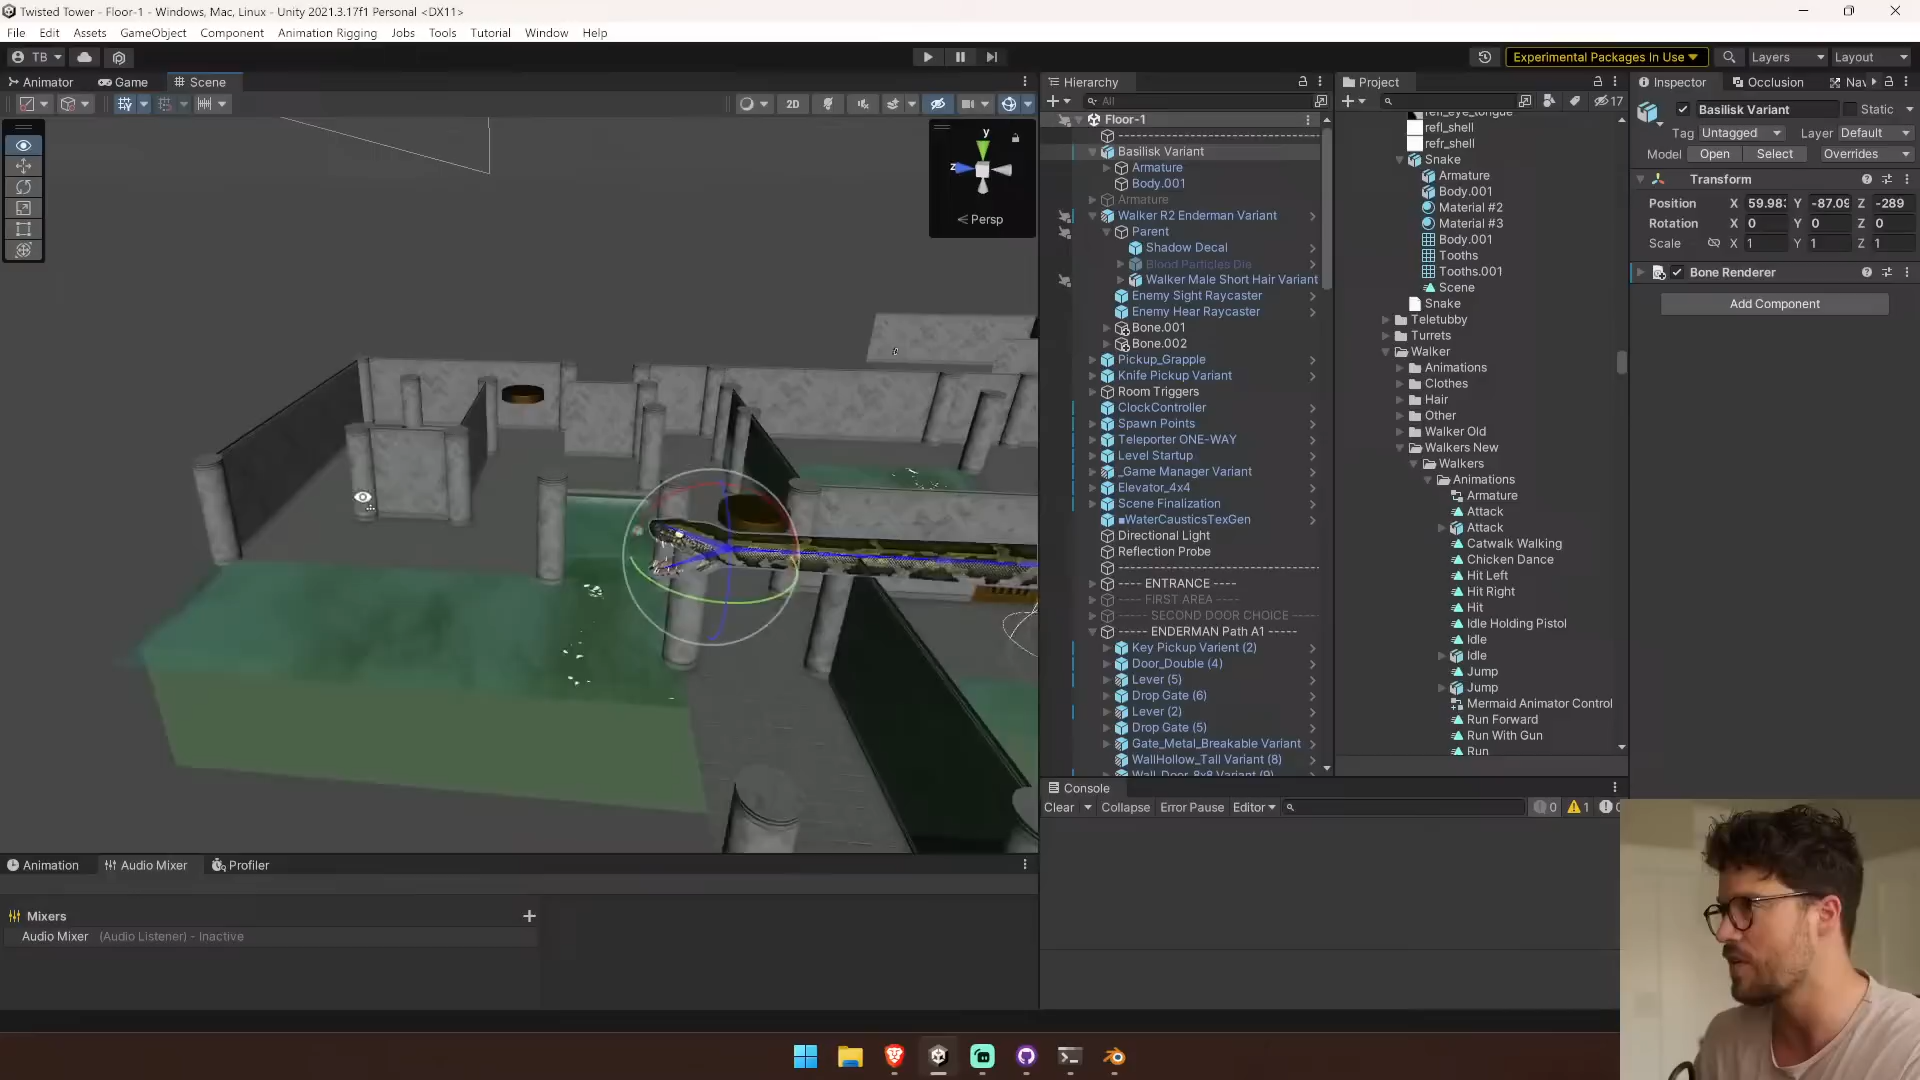 Twisted Tower - Floor-1 - Windows, Mac, Linux - Unity 2021.3.17f1 Personal <DX11>
File Edit Assets GameObject Component Animation Rigging Jobs Tools Tutorial Window Help
TB
Experimental Packages In Use
Layers
Layout
Animator
Game
Scene
2D
y
z
Persp
Hierarchy
All
Floor-1
Basilisk Variant
Armature
Body.001
Armature
Walker R2 Enderman Variant
Parent
Shadow Decal
Blood Particles Die
Walker Male Short Hair Variant
Enemy Sight Raycaster
Enemy Hear Raycaster
Bone.001
Bone.002
Pickup_Grapple
Knife Pickup Variant
Room Triggers
ClockController
Spawn Points
Teleporter ONE-WAY
Level Startup
_Game Manager Variant
Elevator_4x4
Scene Finalization
■WaterCausticsTexGen
Directional Light
Reflection Probe
---- ENTRANCE ----
---- FIRST AREA ----
----- SECOND DOOR CHOICE -----
----- ENDERMAN Path A1 -----
Key Pickup Varient (2)
Door_Double (4)
Lever (5)
Drop Gate (6)
Lever (2)
Drop Gate (5)
Gate_Metal_Breakable Variant
WallHollow_Tall Variant (8)
Wall_Door_8x8 Variant (9)
Project
17
refl_eye_tongue
refl_shell
refr_shell
Snake
Armature
Body.001
Material #2
Material #3
Body.001
Tooths
Tooths.001
Scene
Snake
Teletubby
Turrets
Walker
Animations
Clothes
Hair
Other
Walker Old
Walkers New
Walkers
Animations
Armature
Attack
Attack
Catwalk Walking
Chicken Dance
Hit Left
Hit Right
Hit
Idle Holding Pistol
Idle
Idle
Jump
Jump
Mermaid Animator Control
Run Forward
Run With Gun
Run
Inspector
Occlusion
Nav
Basilisk Variant
Static
Tag Untagged Layer Default
Model Open Select Overrides
Transform
Position X 59.983 Y -87.09 Z -289
Rotation X 0 Y 0 Z 0
Scale X 1 Y 1 Z 1
Bone Renderer
Add Component
Console
Clear Collapse Error Pause Editor
0
1
Animation
Audio Mixer
Profiler
Mixers
+
Audio Mixer (Audio Listener) - Inactive